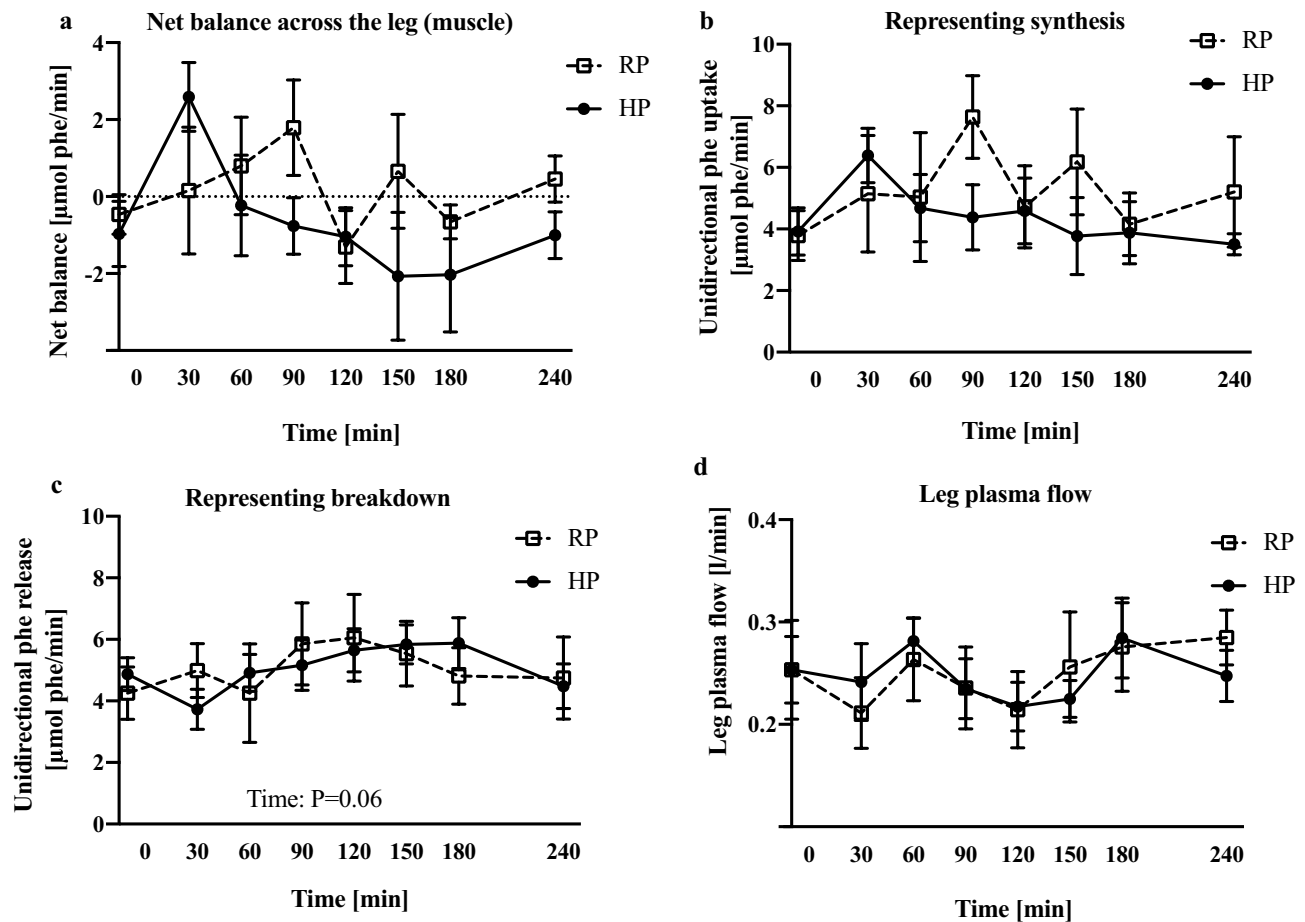 a
Net balance across the leg (muscle)
4
2
0
-2
Net balance [µmol phe/min]
RP
HP
0 30 60 90 120 150 180 240
Time [min]
b
Representing synthesis
10
8
6
4
2
0
Unidirectional phe uptake
[µmol phe/min]
RP
HP
0 30 60 90 120 150 180 240
Time [min]
c
Representing breakdown
10
8
6
4
2
0
Unidirectional phe release
[µmol phe/min]
RP
HP
Time: P=0.06
0 30 60 90 120 150 180 240
Time [min]
d
Leg plasma flow
0.4
0.3
0.2
Leg plasma flow [l/min]
RP
HP
0 30 60 90 120 150 180 240
Time [min]